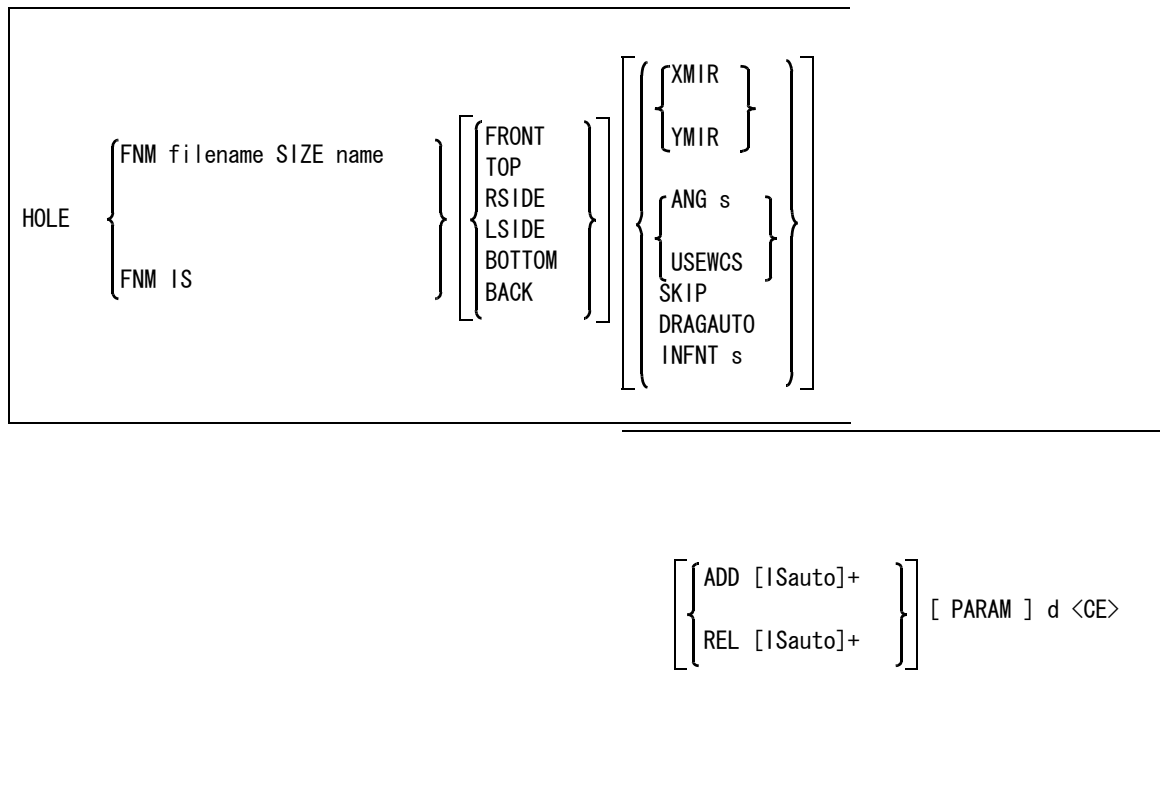 HOLE
FNM filename SIZE name
FNM IS
FRONT
TOP
RSIDE
LSIDE
BOTTOM
BACK
XMIR
YMIR
ANG s
USEWCS
SKIP
DRAGAUTO
INFNT s
ADD [ISauto]+
REL [ISauto]+
[ PARAM ] d <CE>